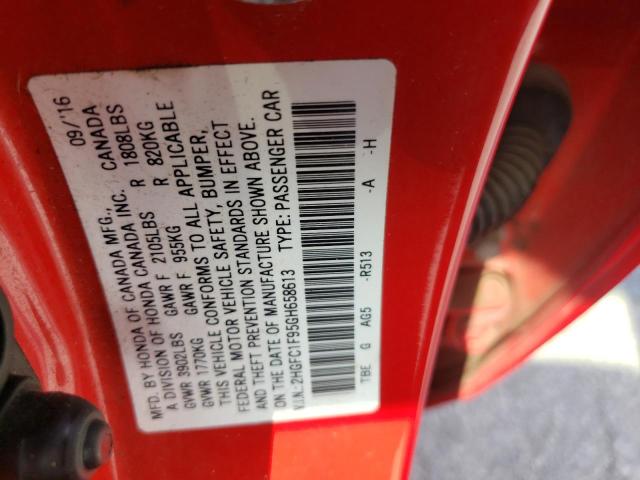 MFD. BY HONDA OF CANADA MFG., 09/'16
A DIVISION OF HONDA CANADA INC. CANADA
GVWR 3902LBS GAWR F 2105LBS R 1808LBS
GVWR 1770KG GAWR F 955KG R 820KG
THIS VEHICLE CONFORMS TO ALL APPLICABLE
FEDERAL MOTOR VEHICLE SAFETY, BUMPER,
THEFT PREVENTION STANDARDS IN EFFECT
ON THE DATE OF MANUFACTURE SHOWN ABOVE.
V.I.N.:2HGFC1F95GH658613 TYPE: PASSENGER CAR
TBE G AG5 -R513 -A -H